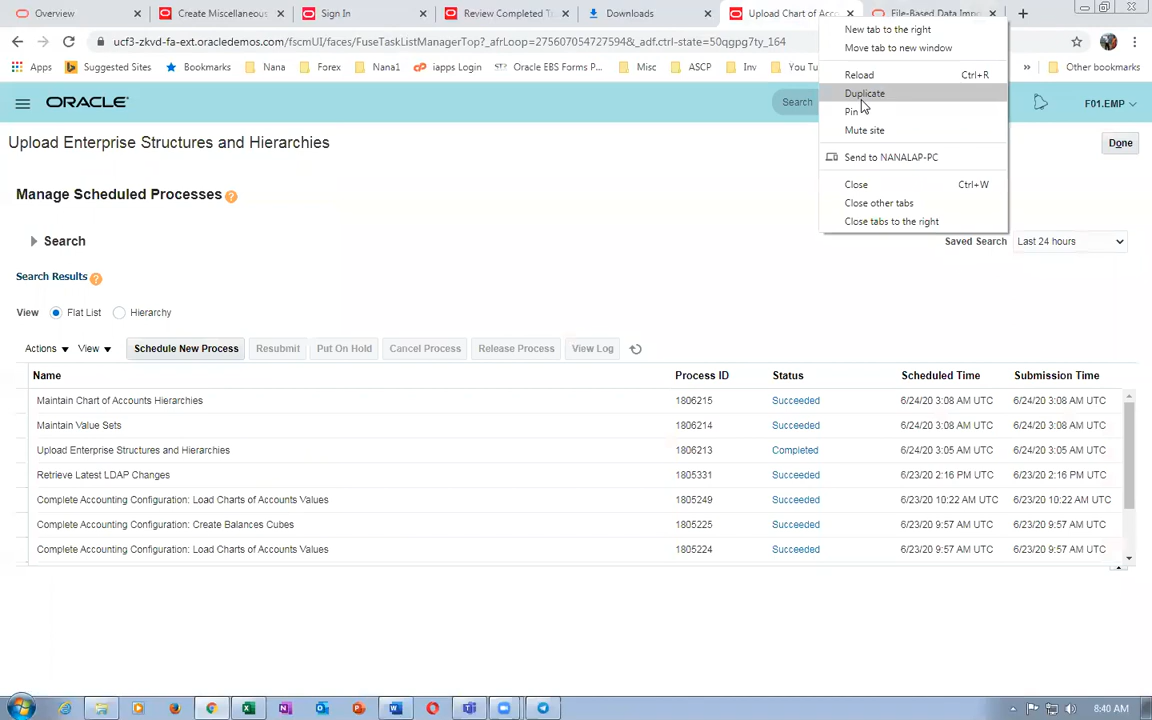 Overview
Create Miscellaneous
Sign In
Review Completed Ti
Downloads
Upload Chart of Acco
File-Based Data Impo
ucf3-zkvd-fa-ext.oracledemos.com/fscmUI/faces/FuseTaskListManagerTop?_afrLoop=275607054727594&_adf.ctrl-state=50qgpg7ty_164
Apps
Suggested Sites
Bookmarks
Nana
Forex
Nana1
iapps Login
Oracle EBS Forms P...
Misc
ASCP
Inv
You Tu
»
Other bookmarks
New tab to the right
Move tab to new window
Reload Ctrl+R
Duplicate
Pin
Mute site
Send to NANALAP-PC
Close Ctrl+W
Close other tabs
Close tabs to the right
ORACLE
Search
F01.EMP
Upload Enterprise Structures and Hierarchies
Done
Manage Scheduled Processes ?
Search
Saved Search Last 24 hours
Search Results ?
View Flat List Hierarchy
Actions View Schedule New Process Resubmit Put On Hold Cancel Process Release Process View Log
Name Process ID Status Scheduled Time Submission Time
Maintain Chart of Accounts Hierarchies 1806215 Succeeded 6/24/20 3:08 AM UTC 6/24/20 3:08 AM UTC
Maintain Value Sets 1806214 Succeeded 6/24/20 3:08 AM UTC 6/24/20 3:08 AM UTC
Upload Enterprise Structures and Hierarchies 1806213 Completed 6/24/20 3:05 AM UTC 6/24/20 3:05 AM UTC
Retrieve Latest LDAP Changes 1805331 Succeeded 6/23/20 2:16 PM UTC 6/23/20 2:16 PM UTC
Complete Accounting Configuration: Load Charts of Accounts Values 1805249 Succeeded 6/23/20 10:22 AM UTC 6/23/20 10:22 AM UTC
Complete Accounting Configuration: Create Balances Cubes 1805225 Succeeded 6/23/20 9:57 AM UTC 6/23/20 9:57 AM UTC
Complete Accounting Configuration: Load Charts of Accounts Values 1805224 Succeeded 6/23/20 9:57 AM UTC 6/23/20 9:57 AM UTC
8:40 AM